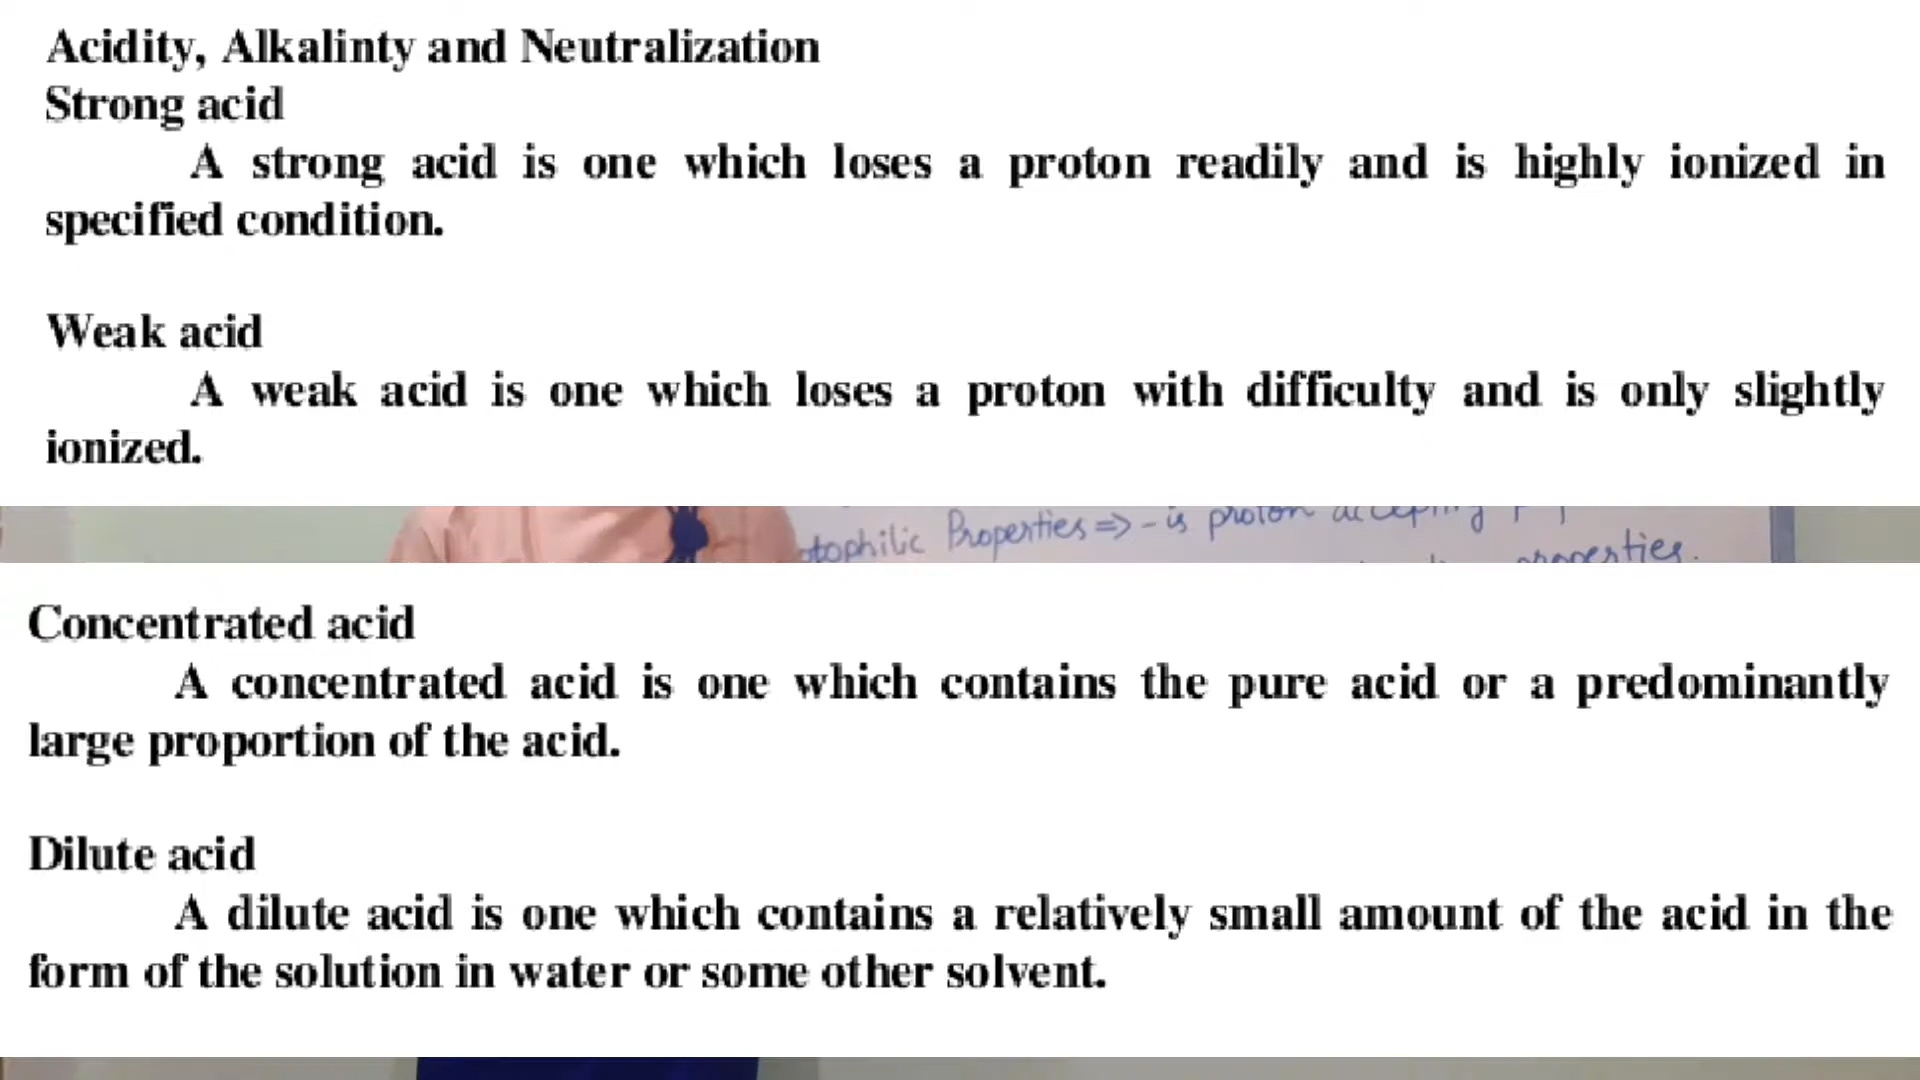 Acidity, Alkalinty and Neutralization
Strong acid
A strong acid is one which loses a proton readily and is highly ionized in
specified condition.
Weak acid
A weak acid is one which loses a proton with difficulty and is only slightly
ionized.
Properties => - is proton accepting
properties.
Concentrated acid
A concentrated acid is one which contains the pure acid or a predominantly
large proportion of the acid.
Dilute acid
A dilute acid is one which contains a relatively small amount of the acid in the
form of the solution in water or some other solvent.